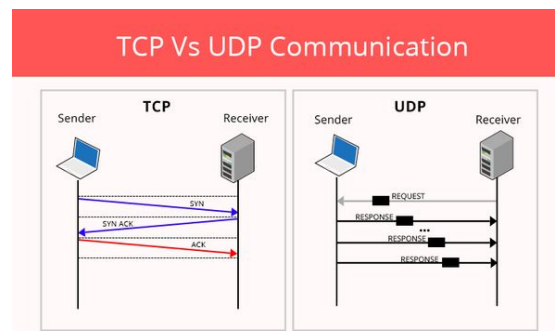 TCP Vs UDP Communication
TCP
Sender
Receiver
SYN
SYN ACK
ACK
UDP
Sender
Receiver
REQUEST
RESPONSE
...
RESPONSE
RESPONSE